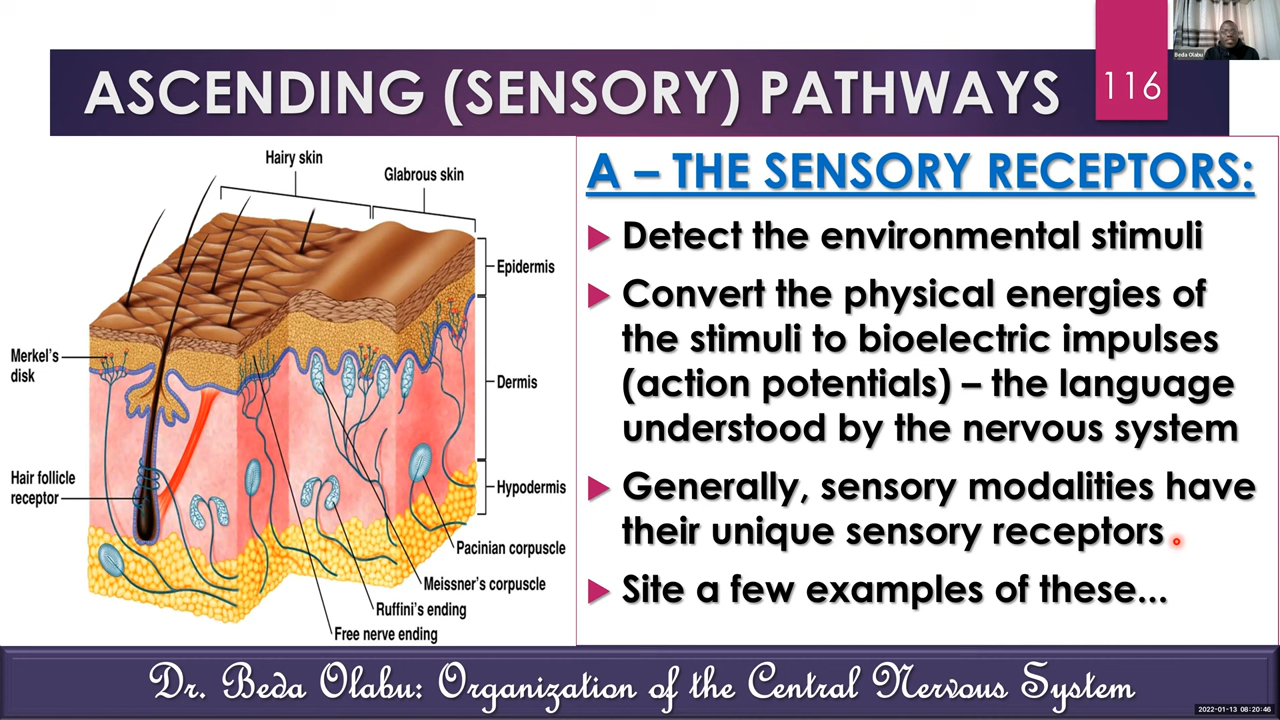 Beda Olabu
ASCENDING (SENSORY) PATHWAYS
116
Hairy skin
Glabrous skin
Epidermis
Merkel's
disk
Dermis
Hair follicle
receptor
Hypodermis
Pacinian corpuscle
Meissner's corpuscle
Ruffini's ending
Free nerve ending
A – THE SENSORY RECEPTORS:
Detect the environmental stimuli
Convert the physical energies of
the stimuli to bioelectric impulses
(action potentials) – the language
understood by the nervous system
Generally, sensory modalities have
their unique sensory receptors
Site a few examples of these...
Dr. Beda Olabu: Organization of the Central Nervous System
2022-01-13 08:20:46